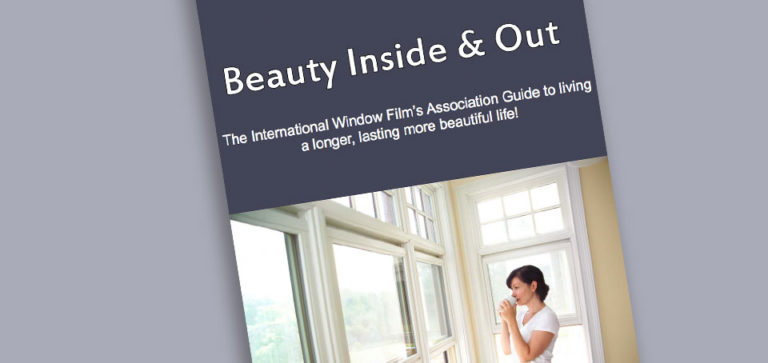 Beauty Inside & Out
The International Window Film's Association Guide to living
a longer, lasting more beautiful life!